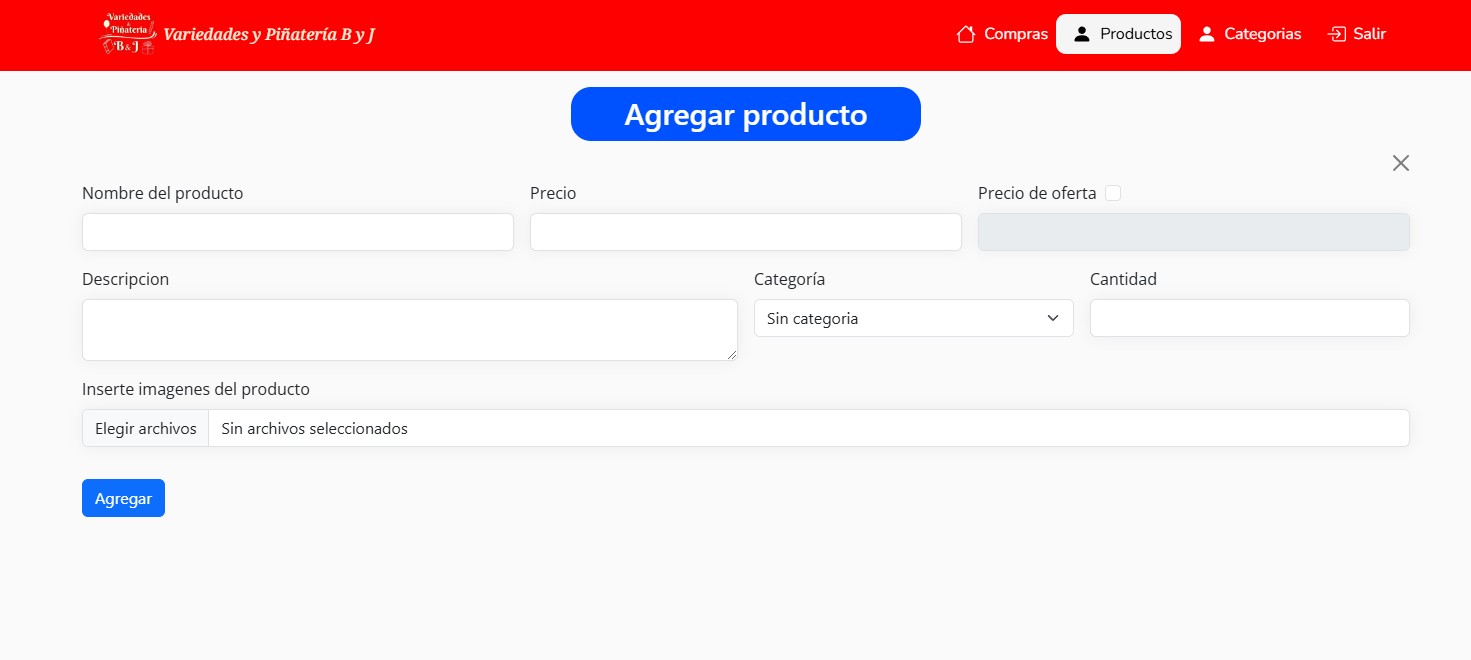 Variedades
&
Piñatería
B & J
Variedades y Piñatería B y J
Compras
Productos
Categorias
Salir
Agregar producto
Nombre del producto
Precio
Precio de oferta
Descripcion
Categoría
Cantidad
Sin categoria
Inserte imagenes del producto
Elegir archivos
Sin archivos seleccionados
Agregar